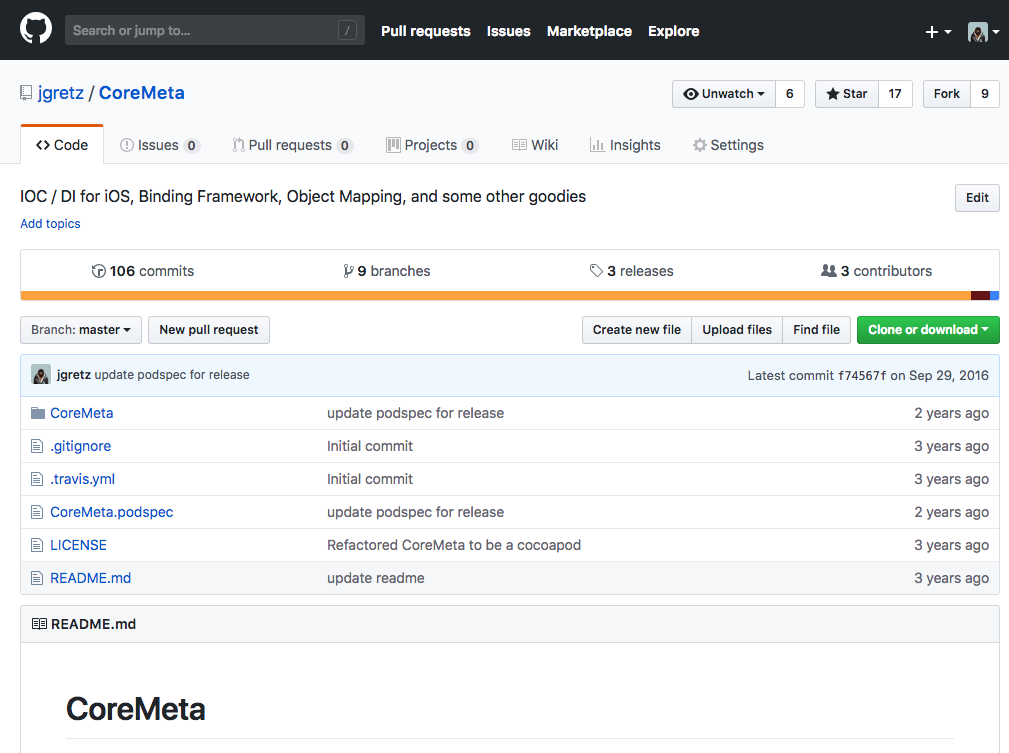 Search or jump to... / Pull requests Issues Marketplace Explore
jgretz / CoreMeta Unwatch 6 Star 17 Fork 9
Code Issues 0 Pull requests 0 Projects 0 Wiki Insights Settings
IOC / DI for iOS, Binding Framework, Object Mapping, and some other goodies Edit
Add topics
106 commits 9 branches 3 releases 3 contributors
Branch: master New pull request Create new file Upload files Find file Clone or download
jgretz update podspec for release Latest commit f74567f on Sep 29, 2016
CoreMeta update podspec for release 2 years ago
.gitignore Initial commit 3 years ago
.travis.yml Initial commit 3 years ago
CoreMeta.podspec update podspec for release 2 years ago
LICENSE Refactored CoreMeta to be a cocoapod 3 years ago
README.md update readme 3 years ago
README.md
CoreMeta